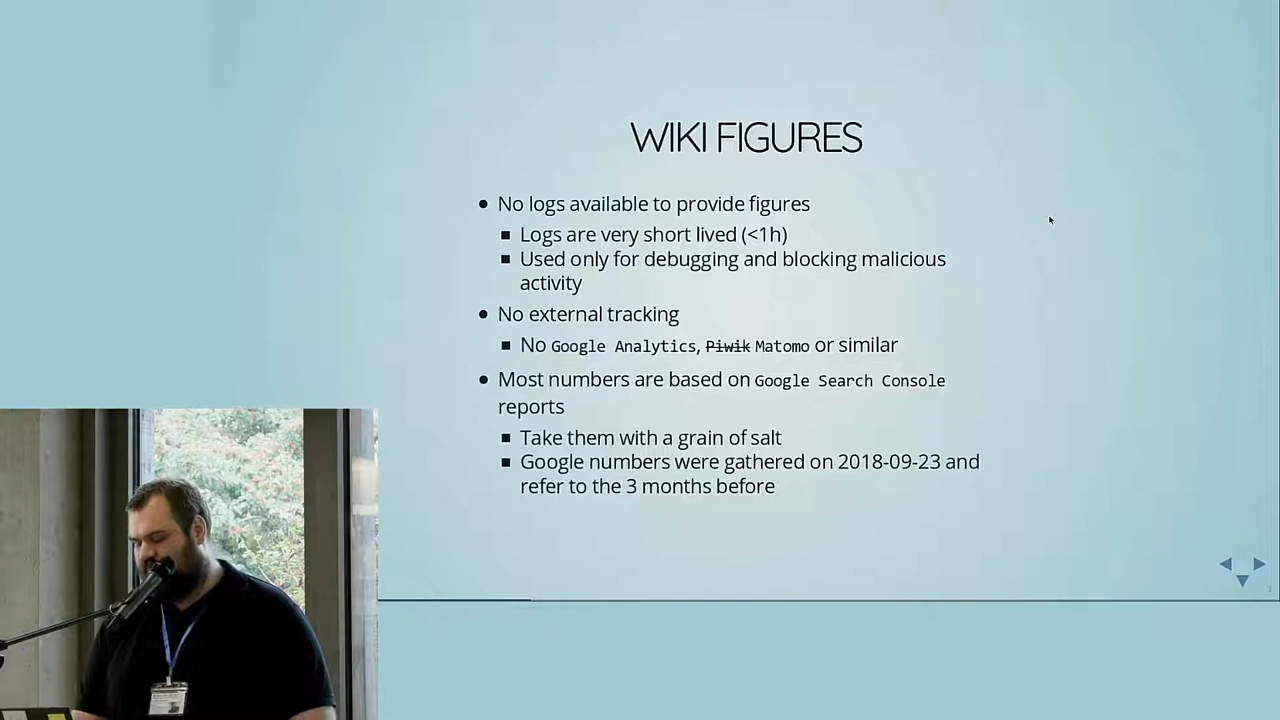 WIKI FIGURES
No logs available to provide figures
Logs are very short lived (<1h)
Used only for debugging and blocking malicious
activity
No external tracking
No Google Analytics, Piwik Matomo or similar
Most numbers are based on Google Search Console
reports
Take them with a grain of salt
Google numbers were gathered on 2018-09-23 and
refer to the 3 months before